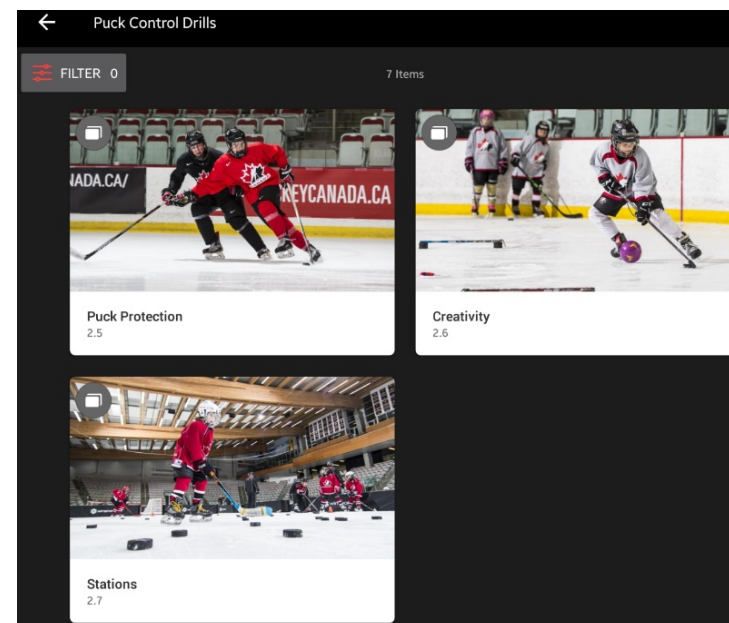 Puck Control Drills
FILTER 0
7 Items
NADA.CA/
KEYCANADA.CA
Puck Protection
2.5
Creativity
2.6
Stations
2.7